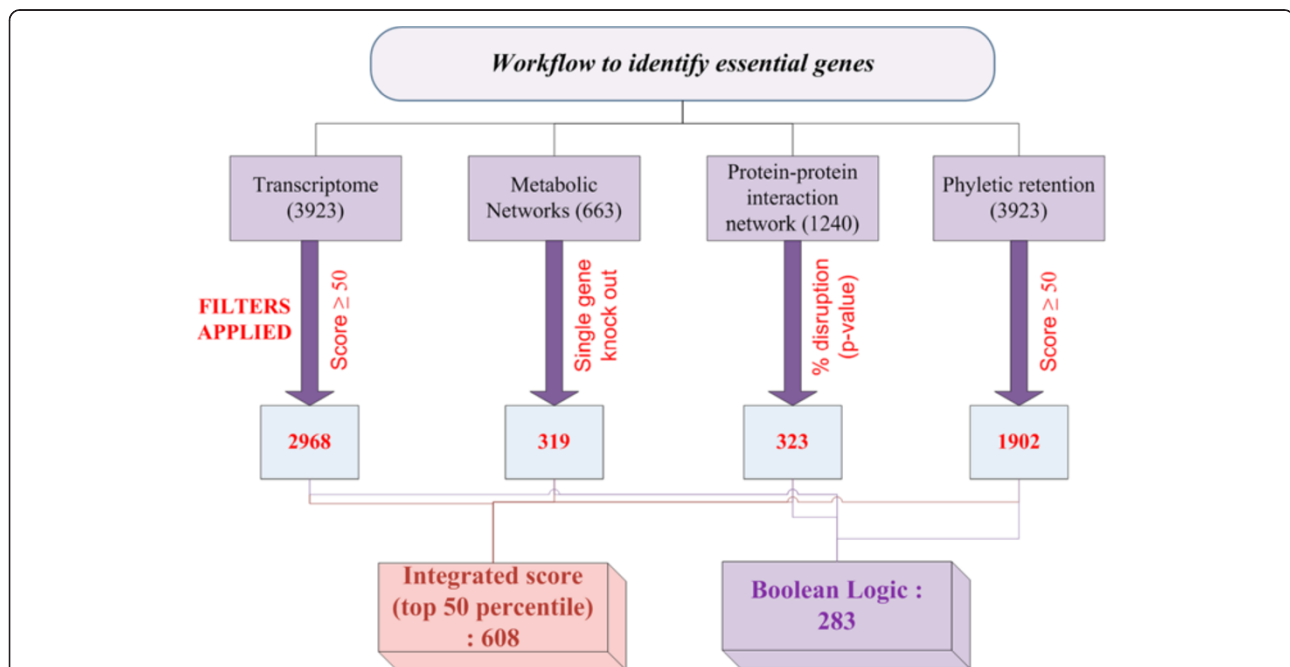 Workflow to identify essential genes
Transcriptome
(3923)
Metabolic
Networks (663)
Protein-protein
interaction
network (1240)
Phyletic retention
(3923)
FILTERS
APPLIED
Score ≥ 50
Single gene
knock out
% disruption
(p-value)
Score ≥ 50
2968
319
323
1902
Integrated score
(top 50 percentile)
: 608
Boolean Logic :
283